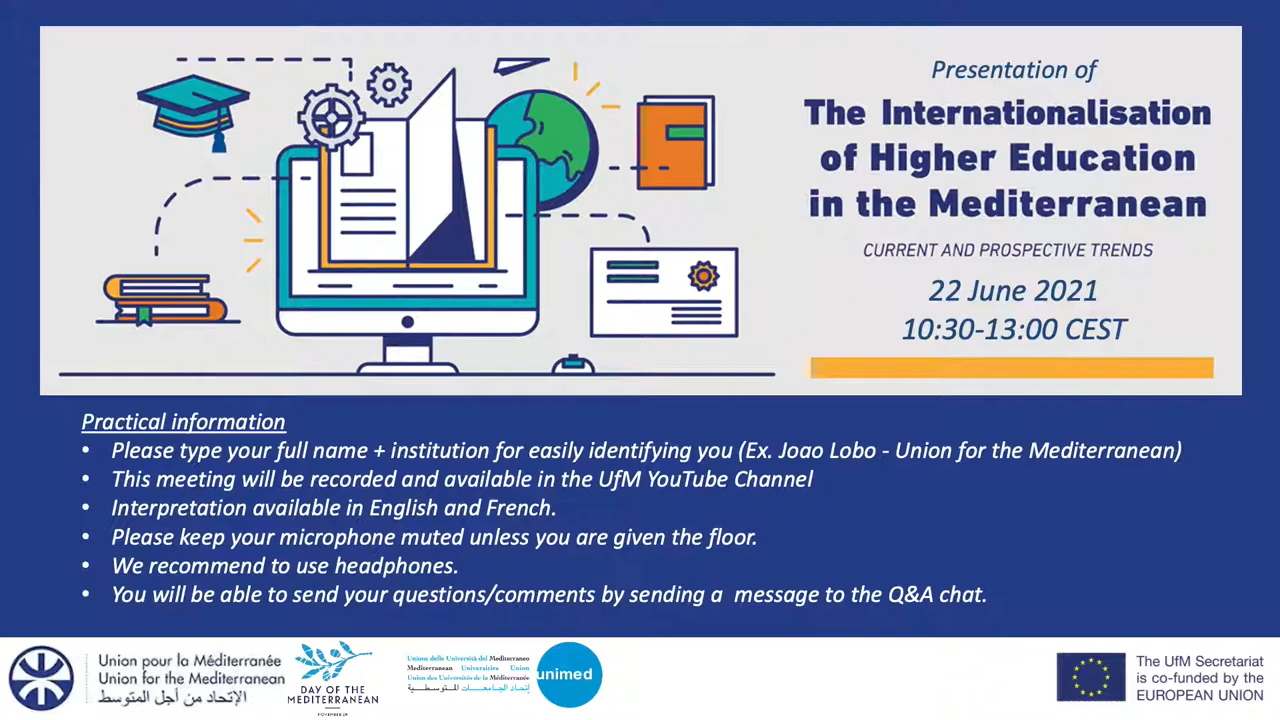 Presentation of
The Internationalisation
of Higher Education
in the Mediterranean
CURRENT AND PROSPECTIVE TRENDS
22 June 2021
10:30-13:00 CEST
Practical information
• Please type your full name + institution for easily identifying you (Ex. Joao Lobo - Union for the Mediterranean)
• This meeting will be recorded and available in the UfM YouTube Channel
• Interpretation available in English and French.
• Please keep your microphone muted unless you are given the floor.
• We recommend to use headphones.
• You will be able to send your questions/comments by sending a  message to the Q&A chat.
Union pour la Méditerranée
Union for the Mediterranean
الإتحاد من أجل المتوسط
DAY OF THE
MEDITERRANEAN
NOVEMBER 28
Unione delle Università del Mediterraneo
Mediterranean Universities Union
Union des Universités de la Méditerranée
إتحاد الجامعات المتوسطية
unimed
The UfM Secretariat
is co-funded by the
EUROPEAN UNION